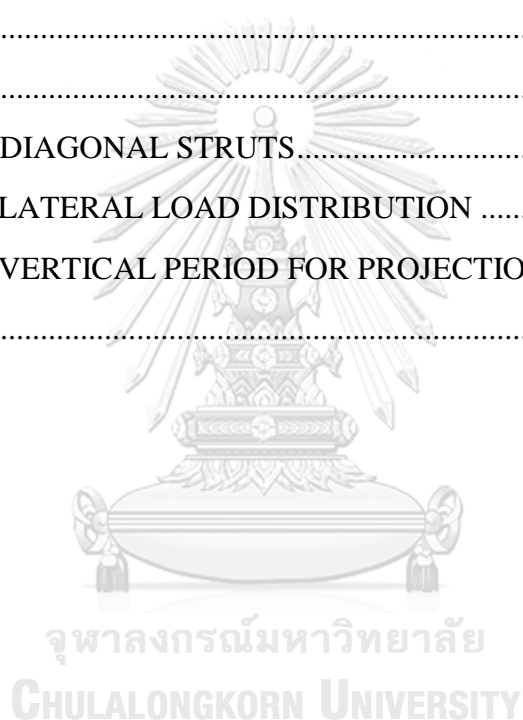 ................................................................
................................................................
DIAGONAL STRUTS............................
LATERAL LOAD DISTRIBUTION ......
VERTICAL PERIOD FOR PROJECTIO
................................................................
จุฬาลงกรณ์มหาวิทยาลัย
CHULALONGKORN UNIVERSITY